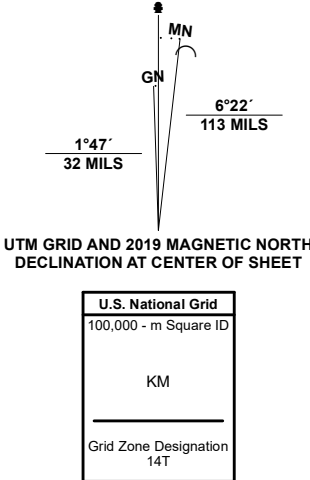 MN
GN
6°22´
113 MILS
1°47´
32 MILS
UTM GRID AND 2019 MAGNETIC NORTH
DECLINATION AT CENTER OF SHEET
U.S. National Grid
100,000 - m Square ID
KM
Grid Zone Designation
14T